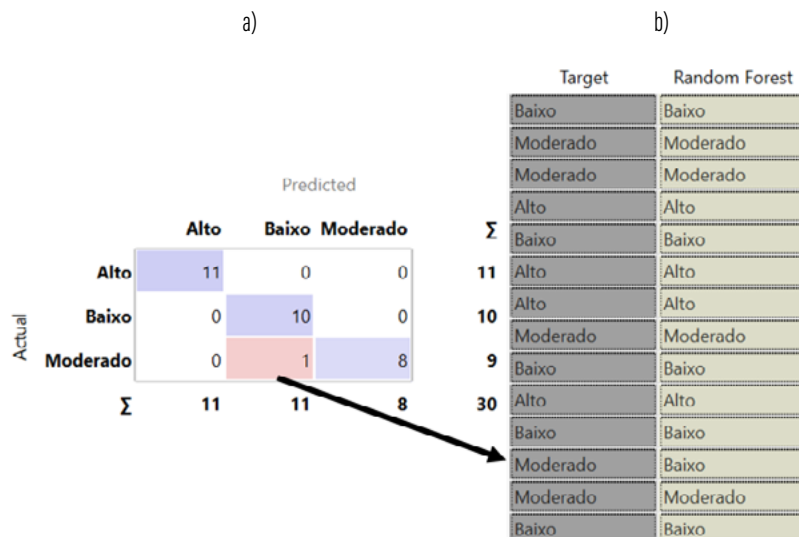 a)
b)
Predicted
Alto Baixo Moderado Σ
Actual
Alto 11 0 0 11
Baixo 0 10 0 10
Moderado 0 1 8 9
Σ 11 11 8 30
Target Random Forest
Baixo Baixo
Moderado Moderado
Moderado Moderado
Alto Alto
Baixo Baixo
Alto Alto
Alto Alto
Moderado Moderado
Baixo Baixo
Alto Alto
Baixo Baixo
Moderado Baixo
Moderado Moderado
Baixo Baixo